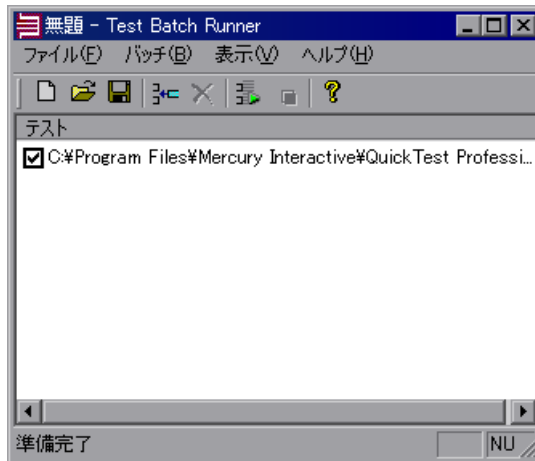 無題 - Test Batch Runner
ファイル(F) バッチ(B) 表示(V) ヘルプ(H)
テスト
C:¥Program Files¥Mercury Interactive¥QuickTest Professi...
準備完了
NU